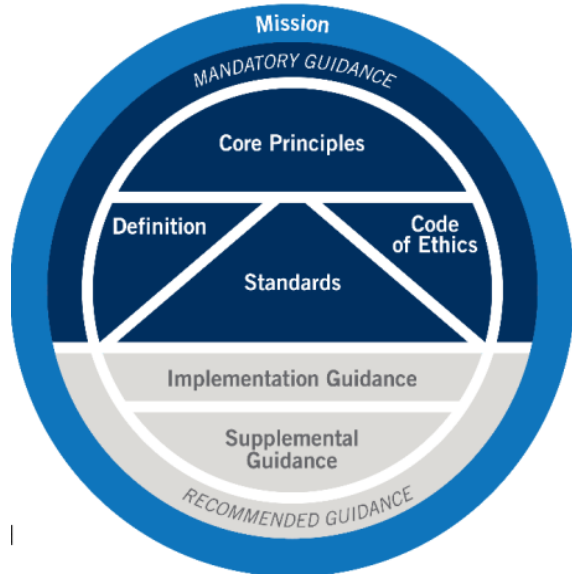 Mission
MANDATORY GUIDANCE
Core Principles
Definition
Code
of Ethics
Standards
Implementation Guidance
Supplemental
Guidance
RECOMMENDED GUIDANCE